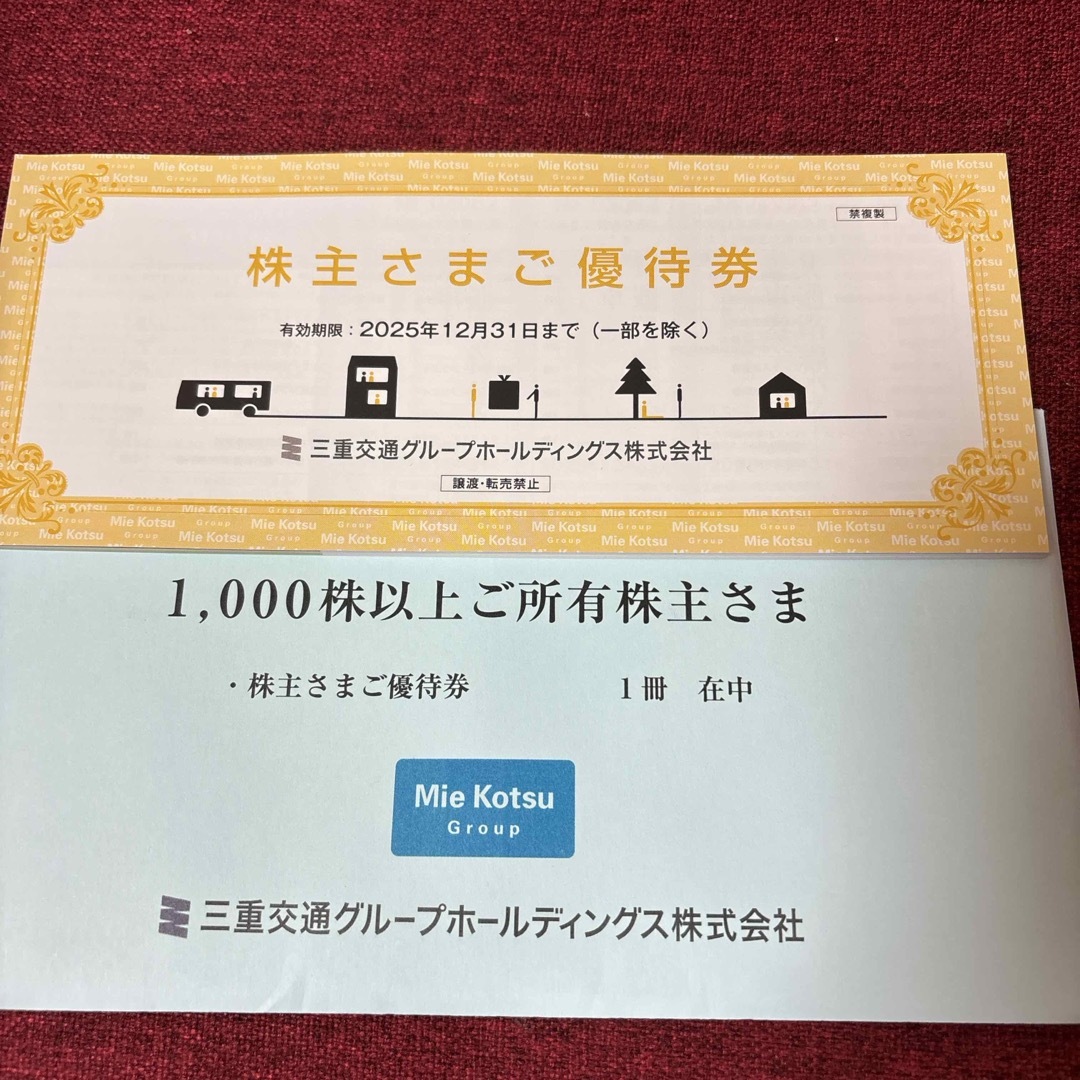 禁複製
株主さまご優待券
有効期限：2025年12月31日まで（一部を除く）
三重交通グループホールディングス株式会社
譲渡・転売禁止
Mie Kotsu Group
1,000株以上ご所有株主さま
・株主さまご優待券 1冊 在中
Mie Kotsu
Group
三重交通グループホールディングス株式会社